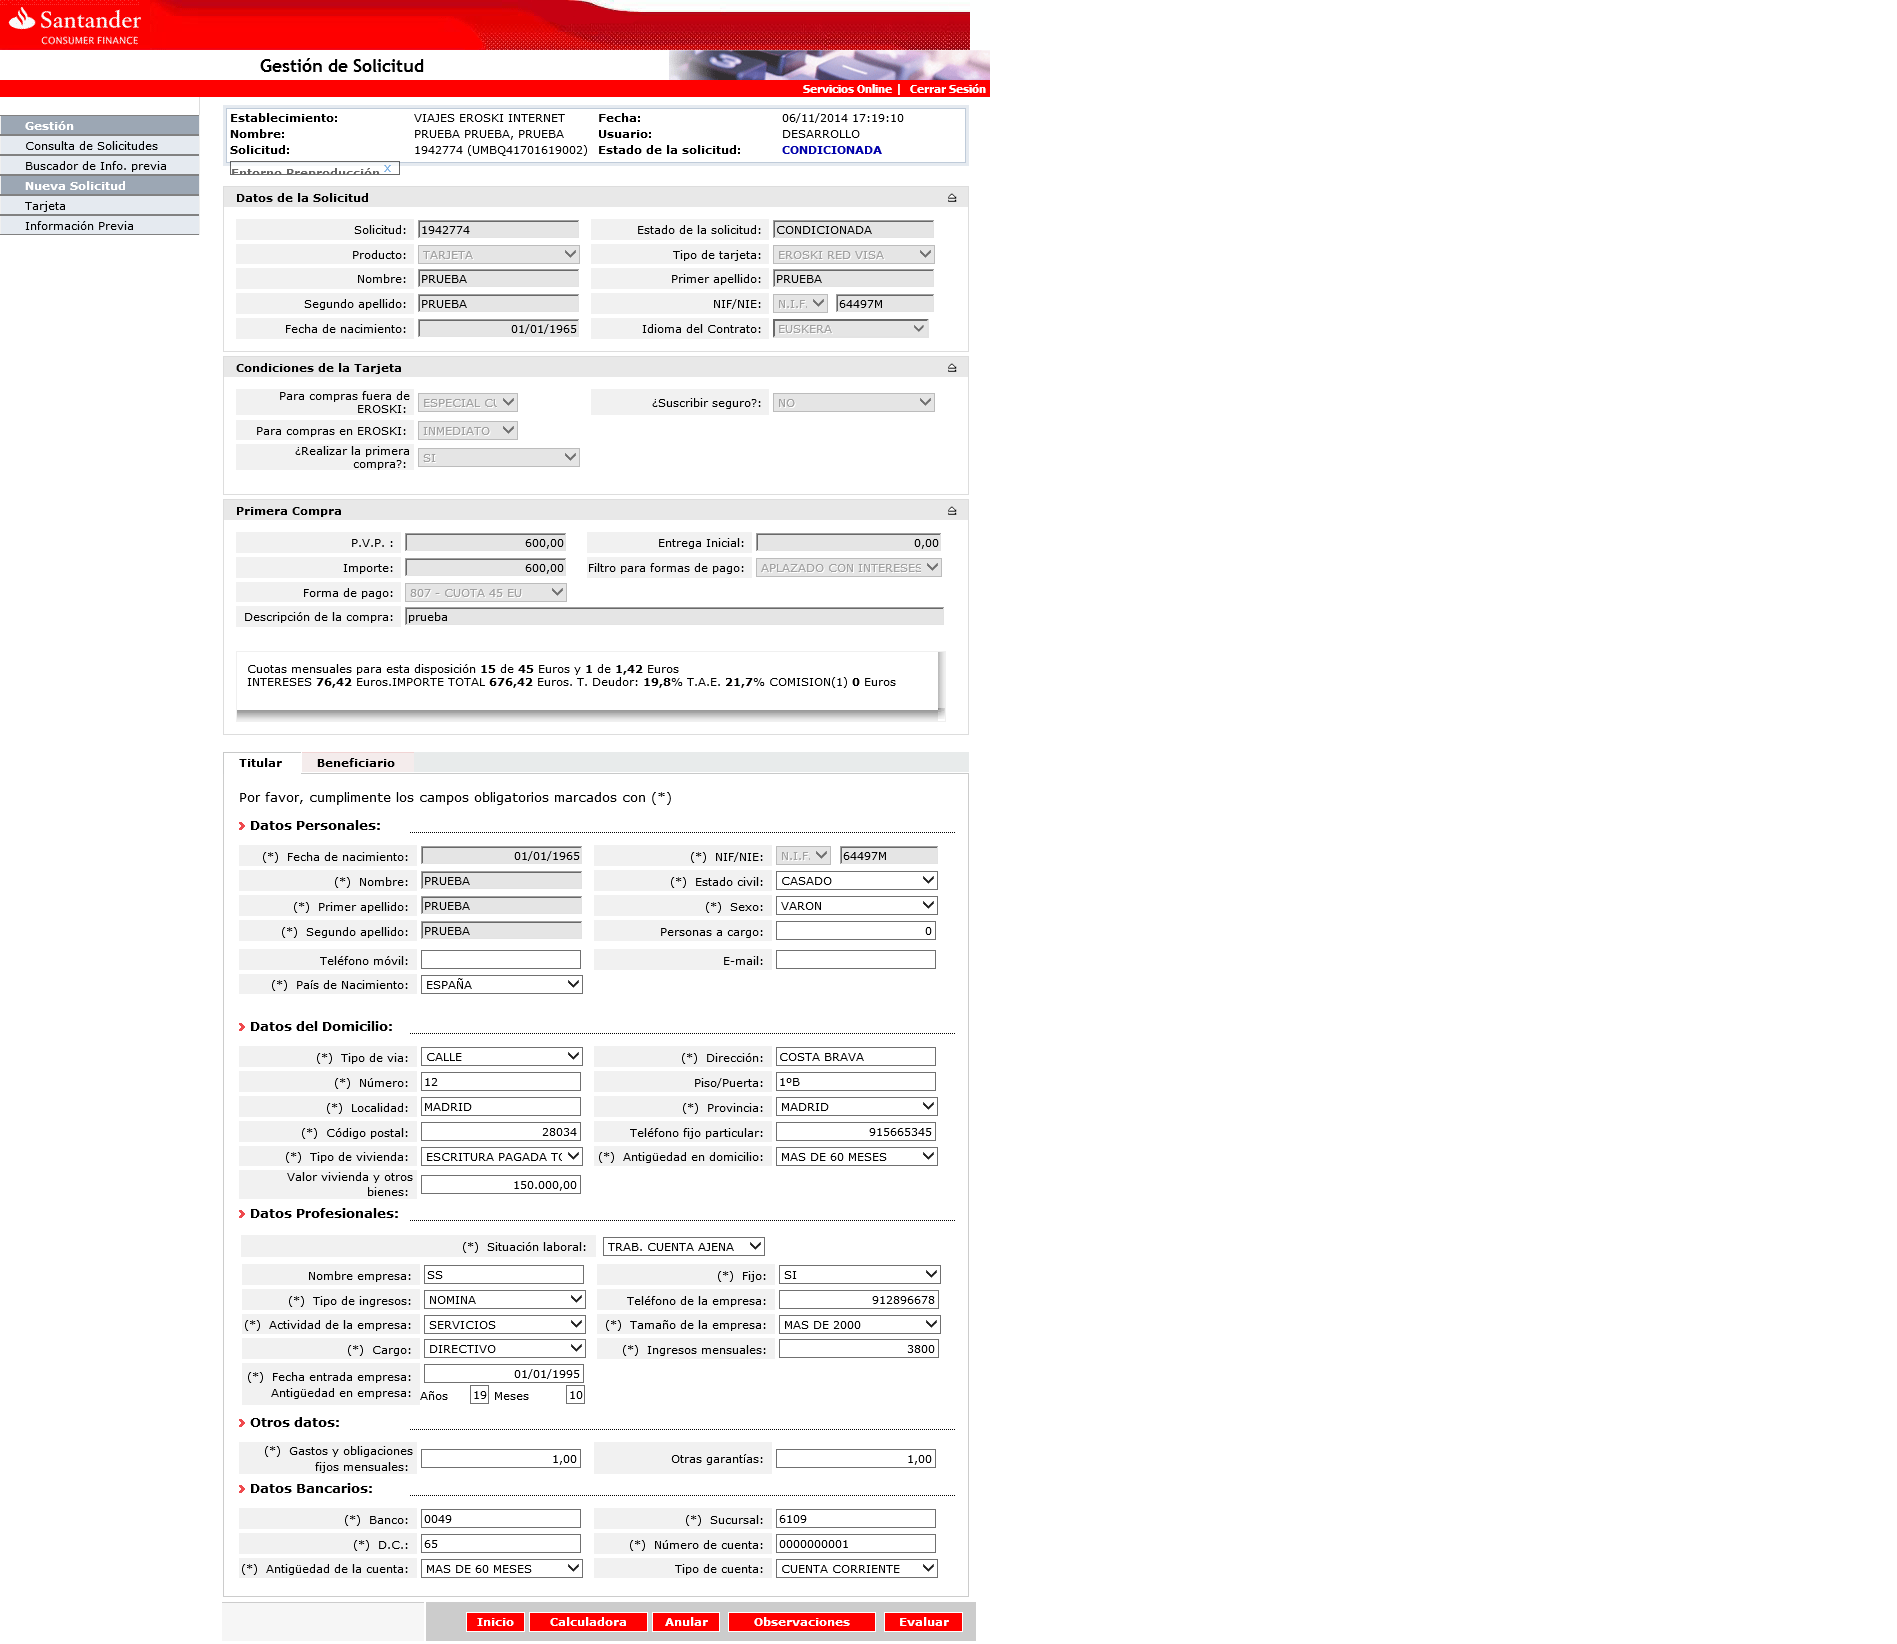 Santander
CONSUMER FINANCE
Gestión de Solicitud
Servicios Online | Cerrar Sesión
Gestión
Consulta de Solicitudes
Buscador de Info. previa
Nueva Solicitud
Tarjeta
Información Previa
Establecimiento: VIAJES EROSKI INTERNET Fecha: 06/11/2014 17:19:10
Nombre: PRUEBA PRUEBA, PRUEBA Usuario: DESARROLLO
Solicitud: 1942774 (UMBQ41701619002) Estado de la solicitud: CONDICIONADA
Entorno Preproducción x
Datos de la Solicitud
Solicitud: 1942774 Estado de la solicitud: CONDICIONADA
Producto: TARJETA Tipo de tarjeta: EROSKI RED VISA
Nombre: PRUEBA Primer apellido: PRUEBA
Segundo apellido: PRUEBA NIF/NIE: N.I.F. 64497M
Fecha de nacimiento: 01/01/1965 Idioma del Contrato: EUSKERA
Condiciones de la Tarjeta
Para compras fuera de
EROSKI: ESPECIAL CU ¿Suscribir seguro?: NO
Para compras en EROSKI: INMEDIATO
¿Realizar la primera
compra?: SI
Primera Compra
P.V.P. : 600,00 Entrega Inicial: 0,00
Importe: 600,00 Filtro para formas de pago: APLAZADO CON INTERESES
Forma de pago: 807 - CUOTA 45 EU
Descripción de la compra: prueba
Cuotas mensuales para esta disposición 15 de 45 Euros y 1 de 1,42 Euros
INTERESES 76,42 Euros.IMPORTE TOTAL 676,42 Euros. T. Deudor: 19,8% T.A.E. 21,7% COMISION(1) 0 Euros
Titular Beneficiario
Por favor, cumplimente los campos obligatorios marcados con (*)
Datos Personales:
(*) Fecha de nacimiento: 01/01/1965 (*) NIF/NIE: N.I.F. 64497M
(*) Nombre: PRUEBA (*) Estado civil: CASADO
(*) Primer apellido: PRUEBA (*) Sexo: VARON
(*) Segundo apellido: PRUEBA Personas a cargo: 0
Teléfono móvil: E-mail:
(*) País de Nacimiento: ESPAÑA
Datos del Domicilio:
(*) Tipo de via: CALLE (*) Dirección: COSTA BRAVA
(*) Número: 12 Piso/Puerta: 1ºB
(*) Localidad: MADRID (*) Provincia: MADRID
(*) Código postal: 28034 Teléfono fijo particular: 915665345
(*) Tipo de vivienda: ESCRITURA PAGADA TO (*) Antigüedad en domicilio: MAS DE 60 MESES
Valor vivienda y otros
bienes: 150.000,00
Datos Profesionales:
(*) Situación laboral: TRAB. CUENTA AJENA
Nombre empresa: SS (*) Fijo: SI
(*) Tipo de ingresos: NOMINA Teléfono de la empresa: 912896678
(*) Actividad de la empresa: SERVICIOS (*) Tamaño de la empresa: MAS DE 2000
(*) Cargo: DIRECTIVO (*) Ingresos mensuales: 3800
(*) Fecha entrada empresa: 01/01/1995
Antigüedad en empresa: Años 19 Meses 10
Otros datos:
(*) Gastos y obligaciones
fijos mensuales: 1,00 Otras garantías: 1,00
Datos Bancarios:
(*) Banco: 0049 (*) Sucursal: 6109
(*) D.C.: 65 (*) Número de cuenta: 0000000001
(*) Antigüedad de la cuenta: MAS DE 60 MESES Tipo de cuenta: CUENTA CORRIENTE
Inicio Calculadora Anular Observaciones Evaluar